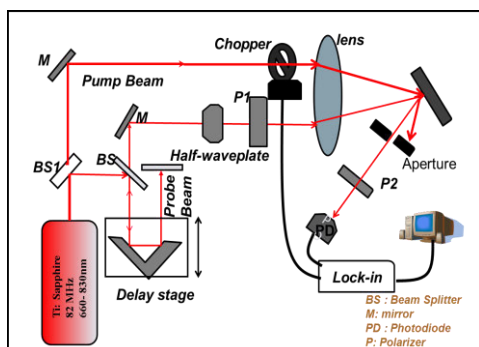 Chopper
lens
M
Pump Beam
P1
M
BS1
BS
Half-waveplate
Aperture
Probe
Beam
P2
PD
Ti: Sapphire
82 MHz
660- 830nm
Delay stage
Lock-in
BS : Beam Splitter
M: mirror
PD : Photodiode
P: Polarizer